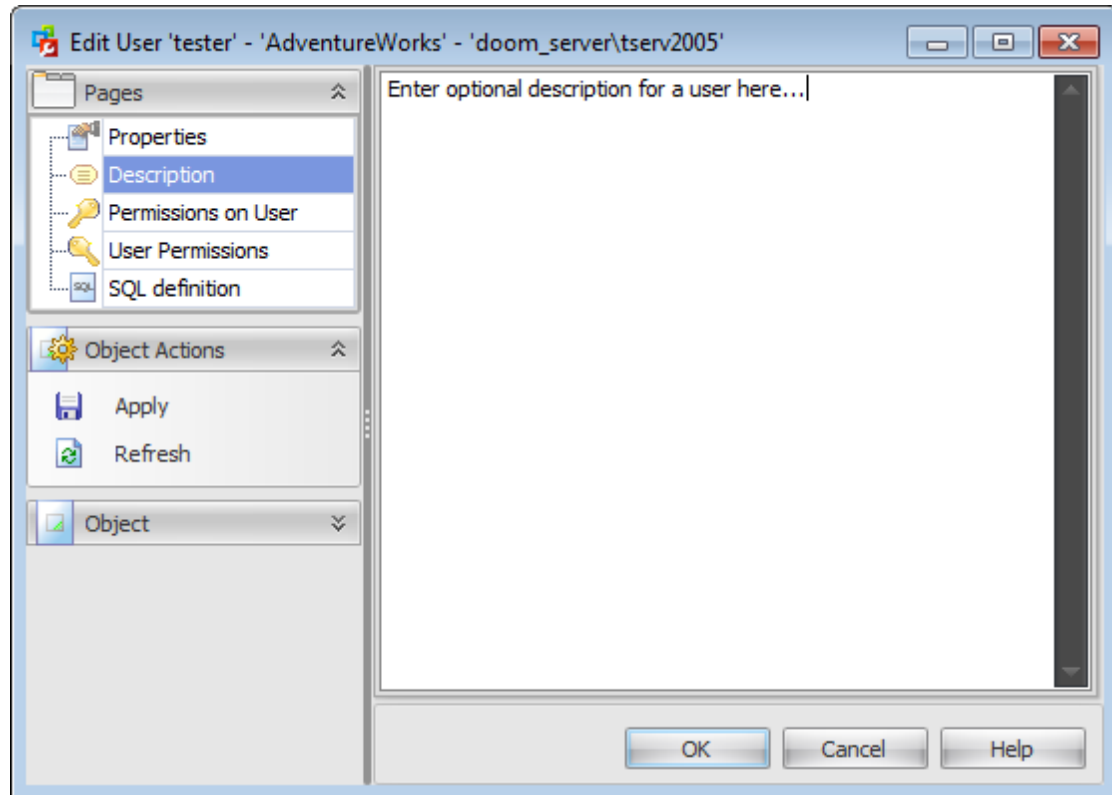 Edit User 'tester' - 'AdventureWorks' - 'doom_server\tserv2005'
Pages
Properties
Description
Permissions on User
User Permissions
SQL
SQL definition
Object Actions
Apply
Refresh
Object
Enter optional description for a user here...
OK
Cancel
Help